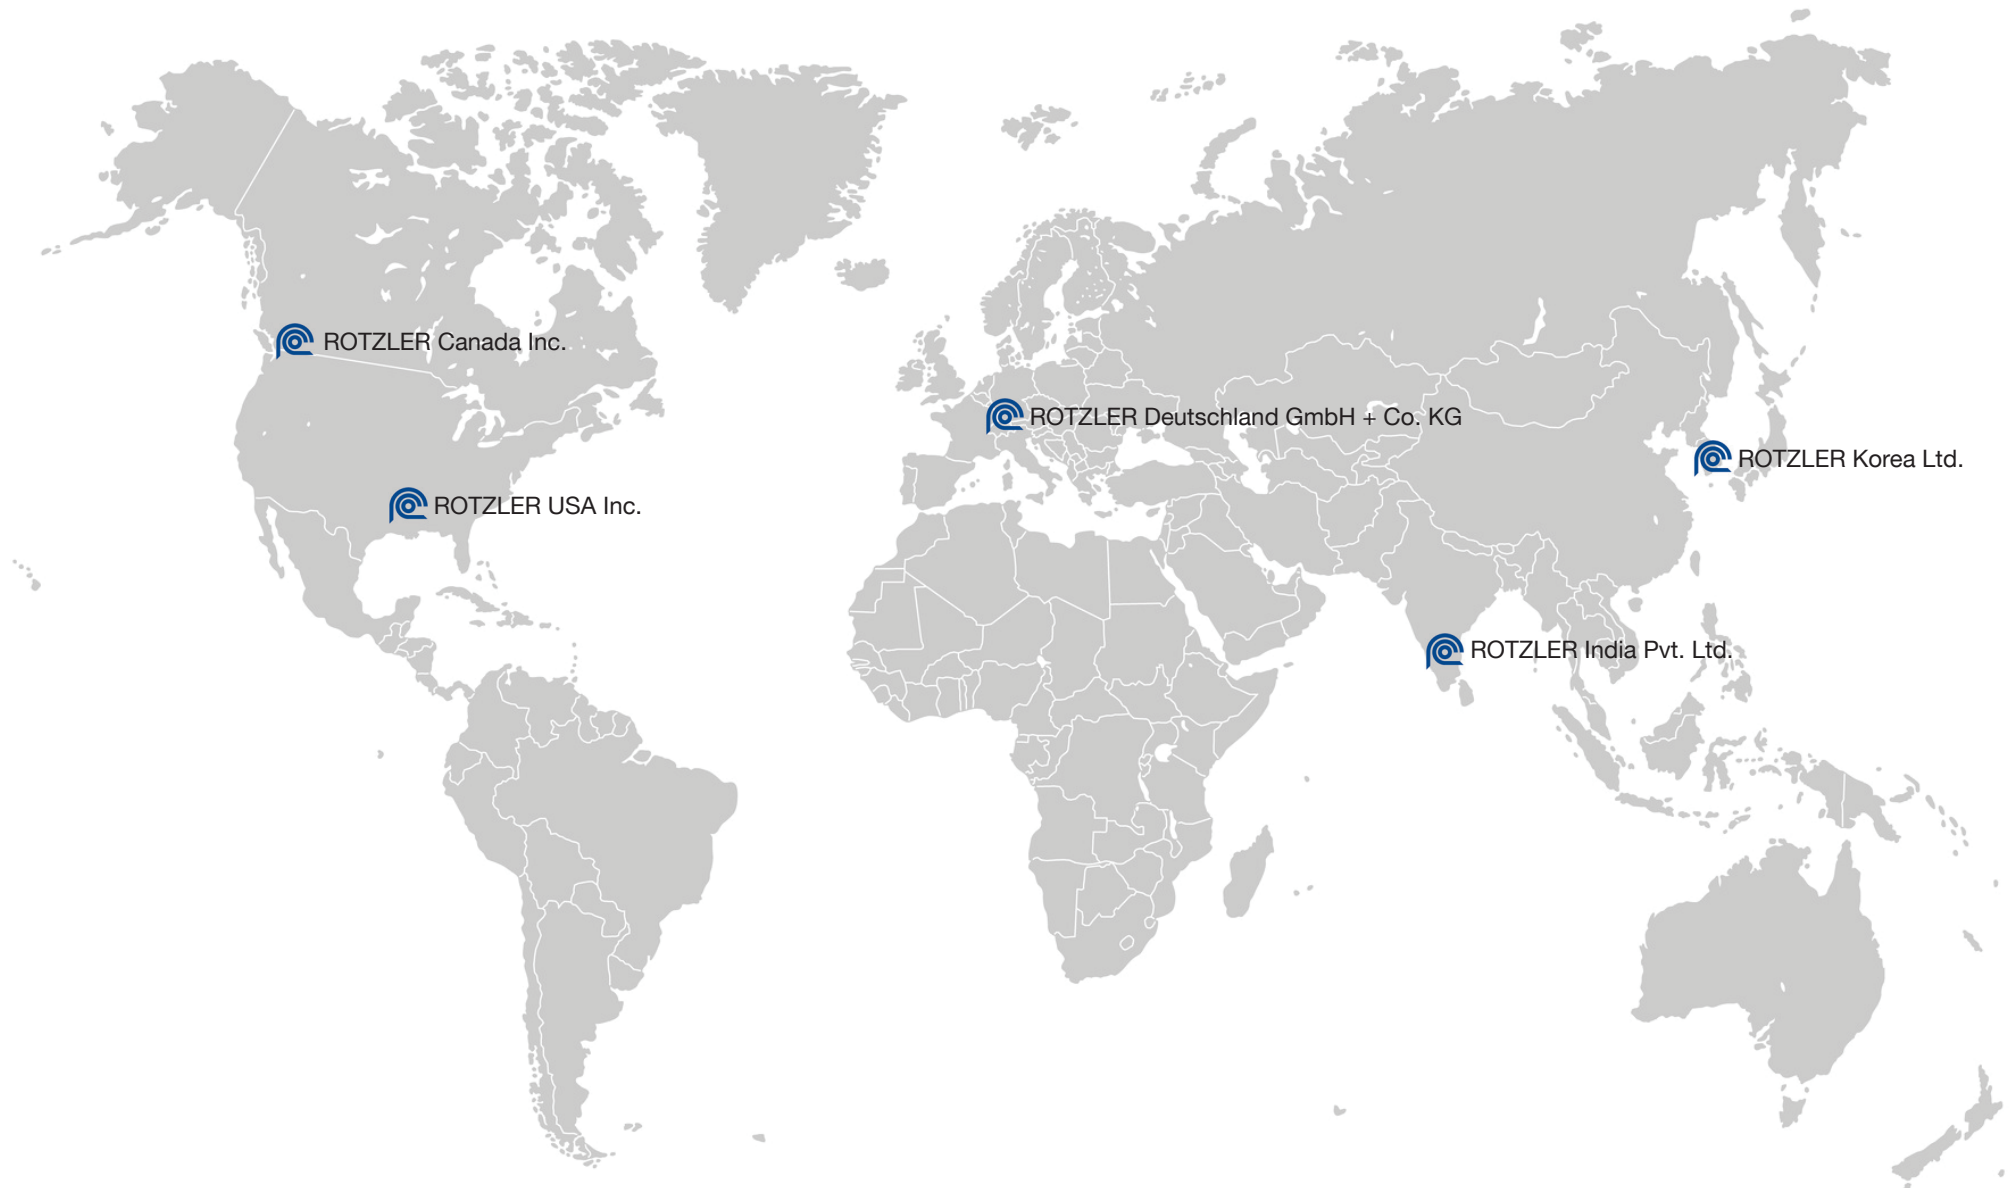 ROTZLER Canada Inc.
ROTZLER Deutschland GmbH + Co. KG
ROTZLER Korea Ltd.
ROTZLER USA Inc.
ROTZLER India Pvt. Ltd.